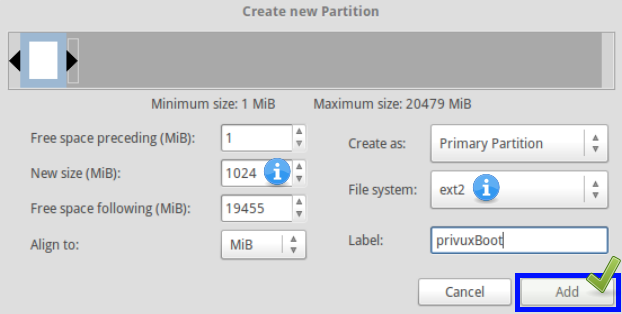 Create new Partition
Minimum size: 1 MiB Maximum size: 20479 MiB
Free space preceding (MiB): 1
Create as: Primary Partition
New size (MiB): 1024
File system: ext2
Free space following (MiB): 19455
Align to: MiB
Label: privuxBoot
Cancel Add